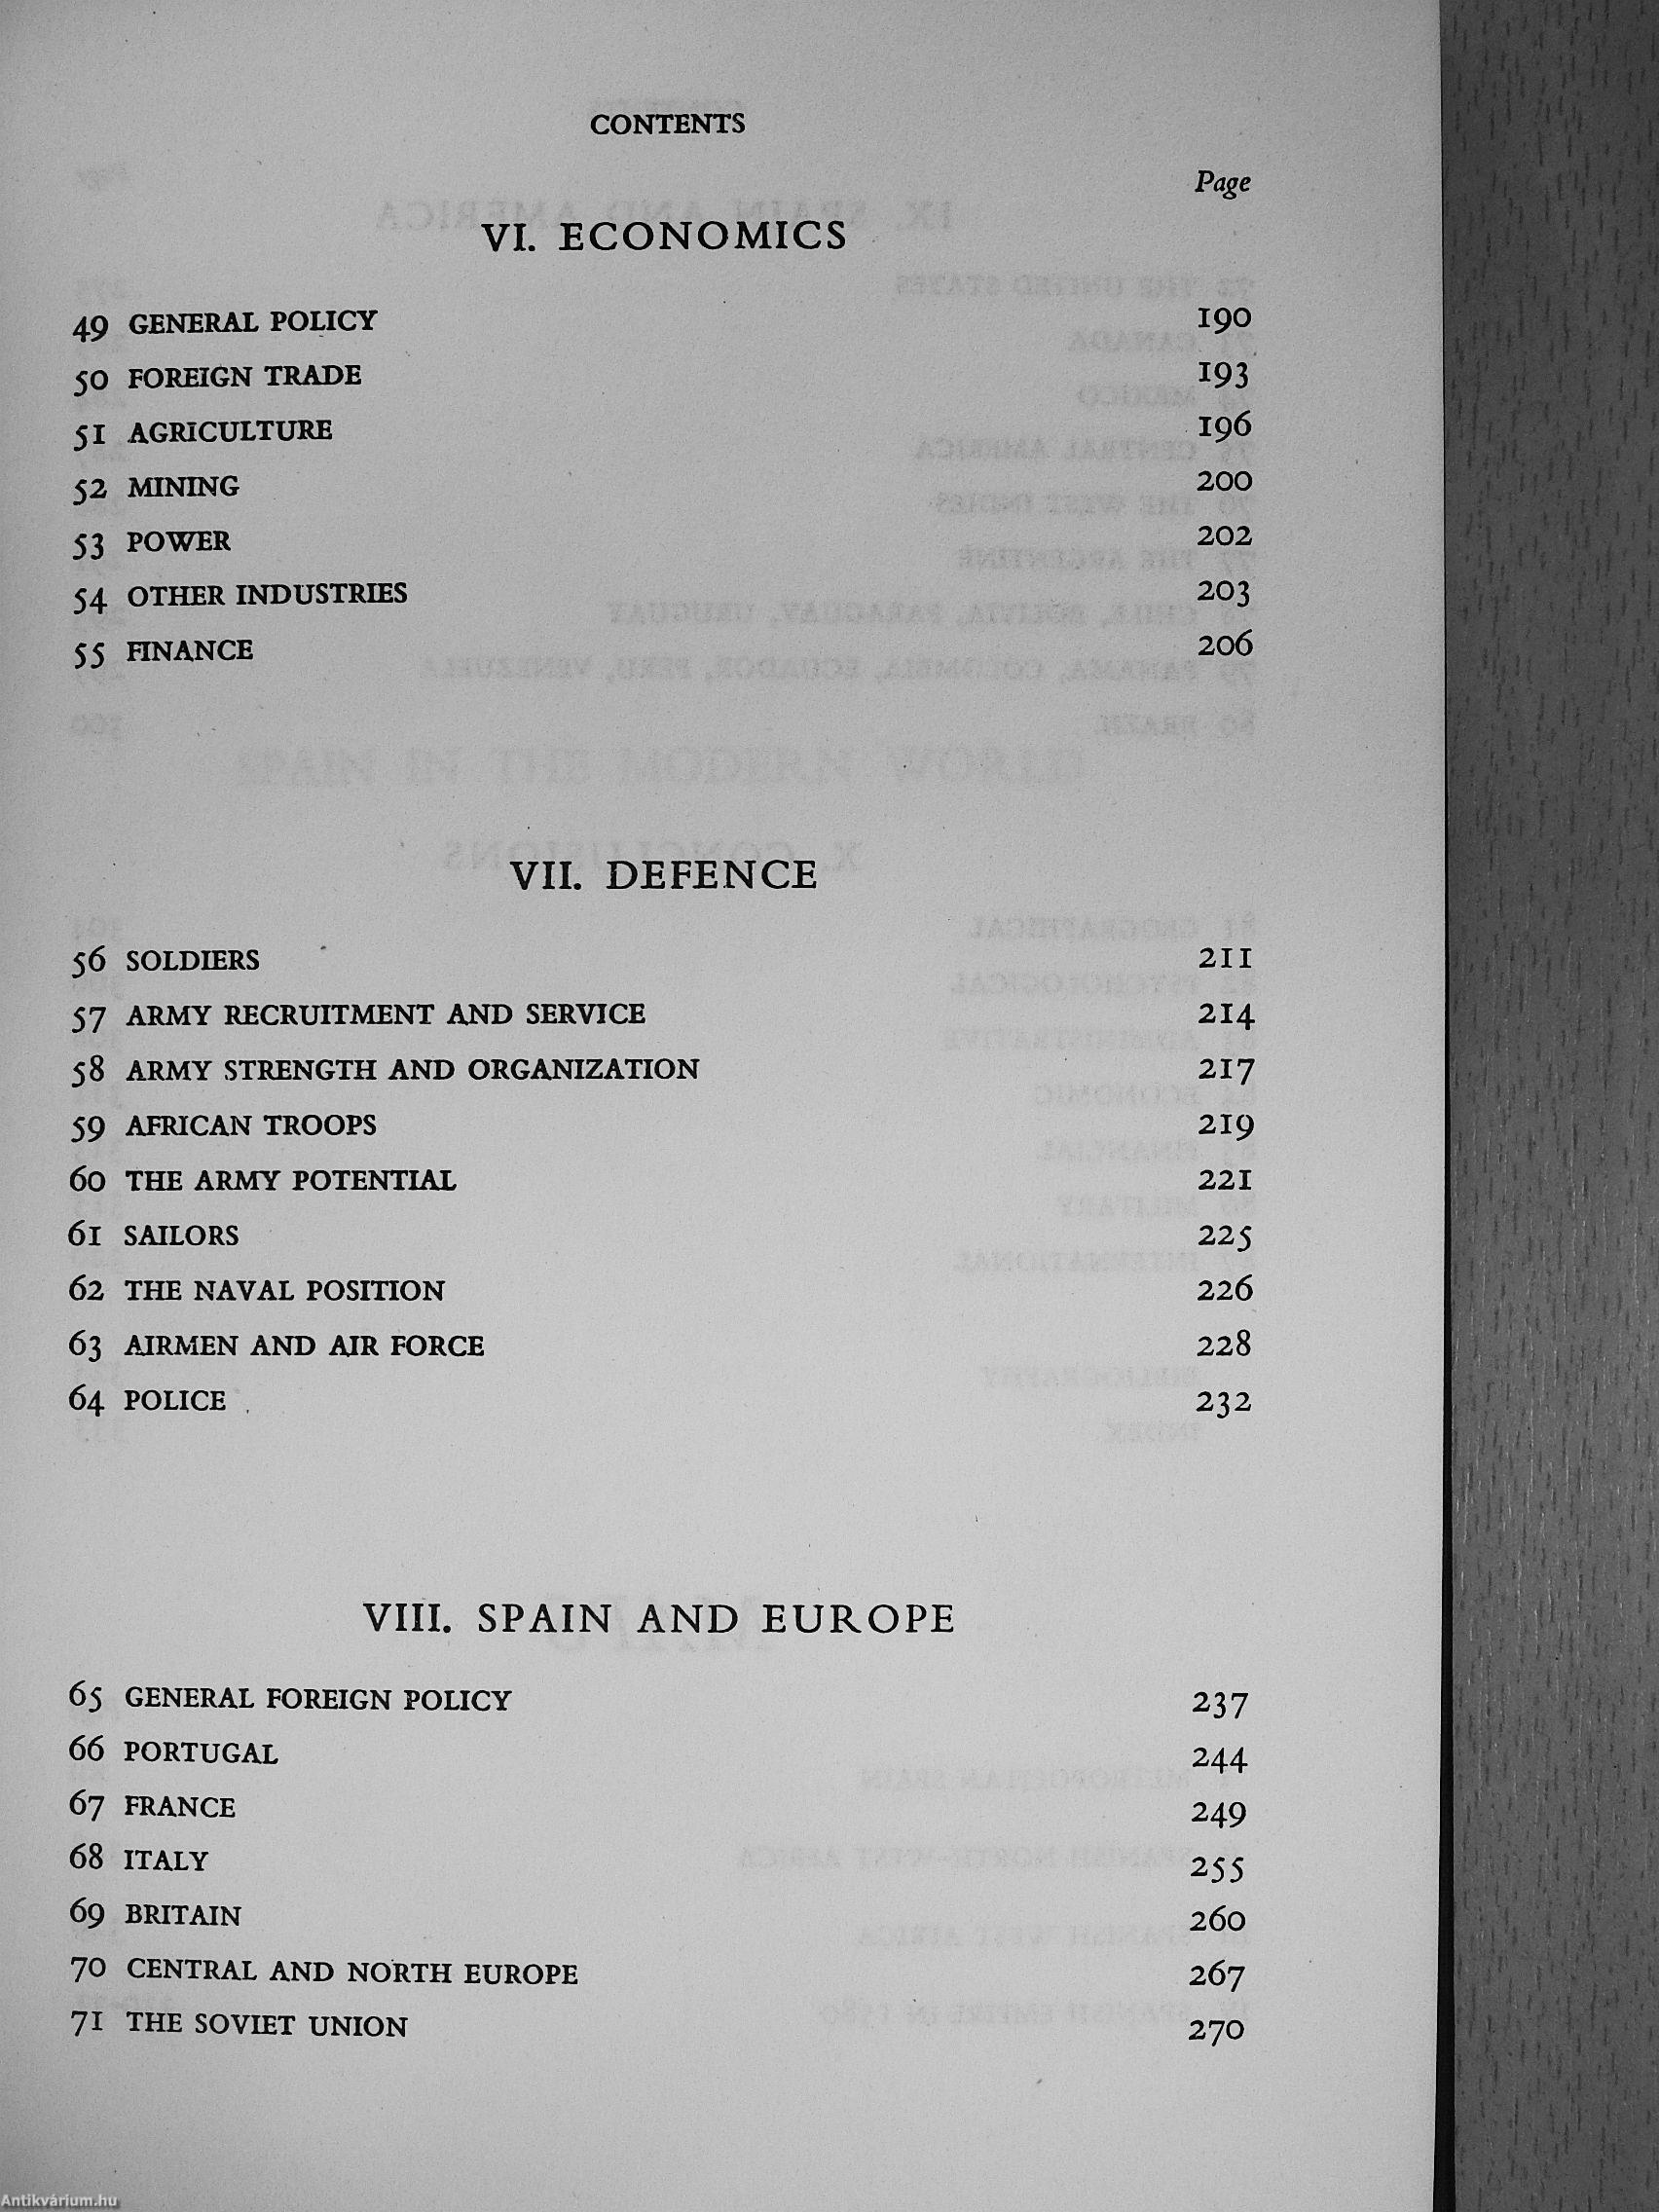 CONTENTS
Page
VI. ECONOMICS
49 GENERAL POLICY 190
50 FOREIGN TRADE 193
51 AGRICULTURE 196
52 MINING 200
53 POWER 202
54 OTHER INDUSTRIES 203
55 FINANCE 206
VII. DEFENCE
56 SOLDIERS 211
57 ARMY RECRUITMENT AND SERVICE 214
58 ARMY STRENGTH AND ORGANIZATION 217
59 AFRICAN TROOPS 219
60 THE ARMY POTENTIAL 221
61 SAILORS 225
62 THE NAVAL POSITION 226
63 AIRMEN AND AIR FORCE 228
64 POLICE 232
VIII. SPAIN AND EUROPE
65 GENERAL FOREIGN POLICY 237
66 PORTUGAL 244
67 FRANCE 249
68 ITALY 255
69 BRITAIN 260
70 CENTRAL AND NORTH EUROPE 267
71 THE SOVIET UNION 270
Antikvárium.hu